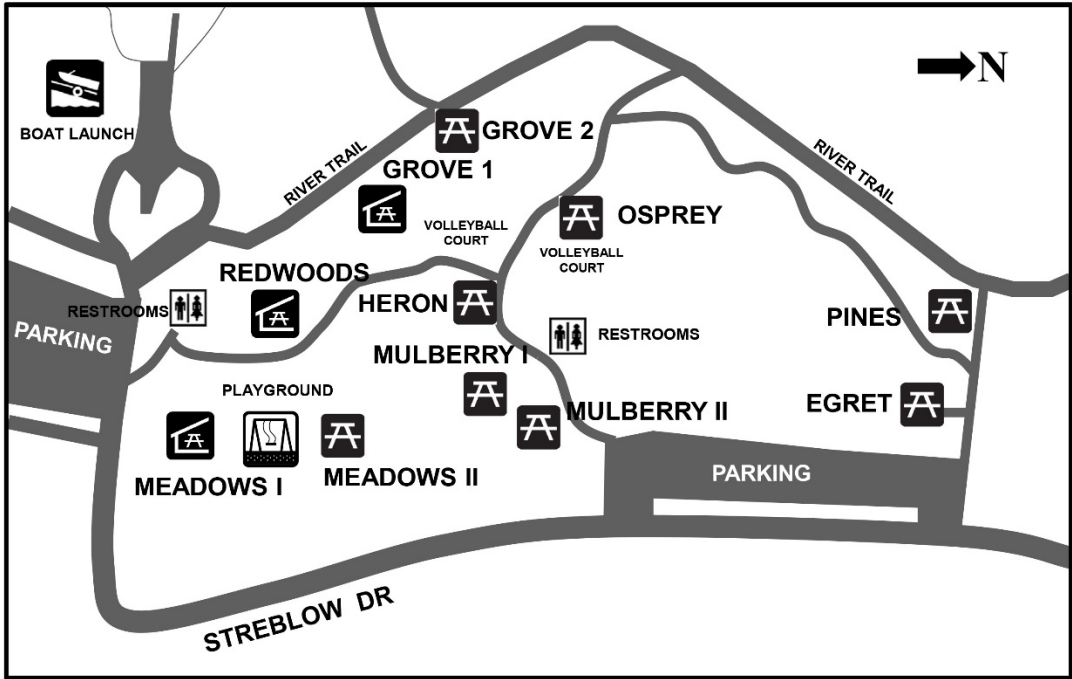 N
BOAT LAUNCH
RIVER TRAIL
GROVE 2
GROVE 1
RIVER TRAIL
VOLLEYBALL
COURT
OSPREY
VOLLEYBALL
COURT
REDWOODS
RESTROOMS
HERON
PINES
PARKING
RESTROOMS
MULBERRY I
PLAYGROUND
MULBERRY II
EGRET
MEADOWS I
MEADOWS II
PARKING
STREBLOW DR